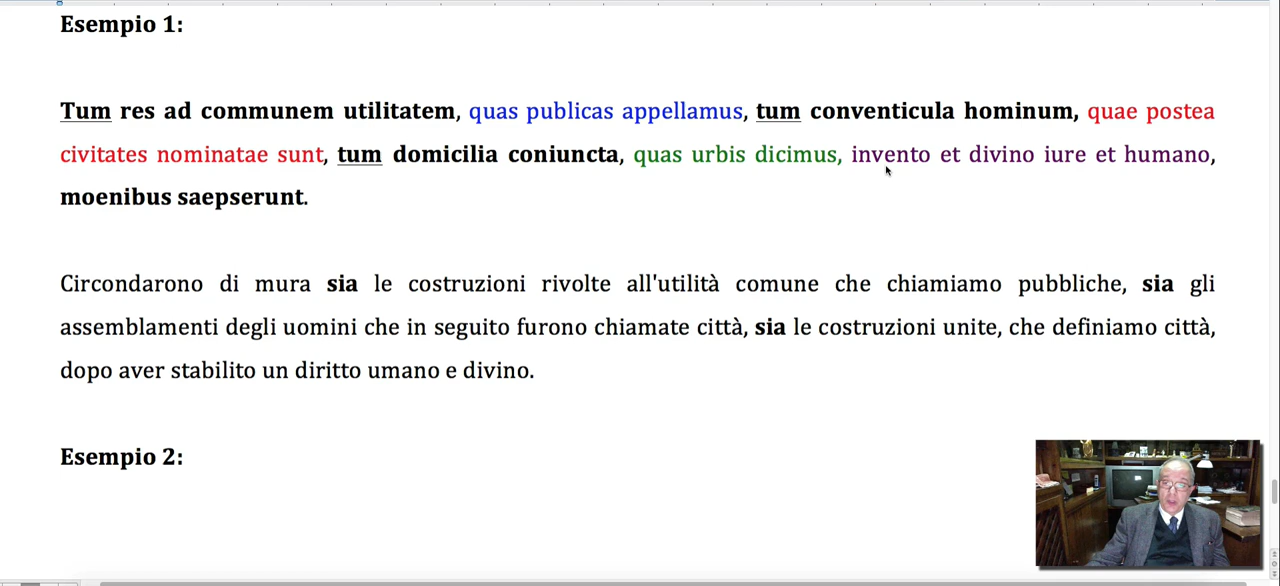 Esempio 1:
Tum res ad communem utilitatem, quas publicas appellamus, tum conventicula hominum, quae postea
civitates nominatae sunt, tum domicilia coniuncta, quas urbis dicimus, invento et divino iure et humano,
moenibus saepserunt.
Circondarono di mura sia le costruzioni rivolte all'utilità comune che chiamiamo pubbliche, sia gli
assemblamenti degli uomini che in seguito furono chiamate città, sia le costruzioni unite, che definiamo città,
dopo aver stabilito un diritto umano e divino.
Esempio 2: